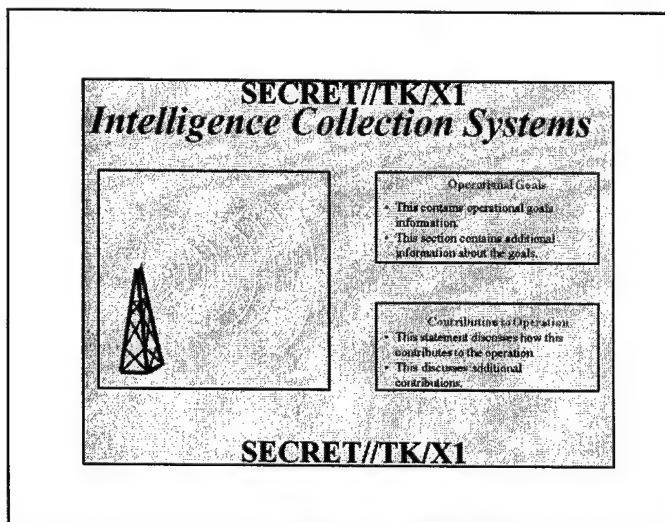 SECRET//TK/X1
Intelligence Collection Systems
Operational Goals
• This contains operational goals
information.
• This section contains additional
information about the goals.
Contribution to Operation
• This statement discusses how this
contributes to the operation
• This discusses additional
contributions.
SECRET//TK/X1